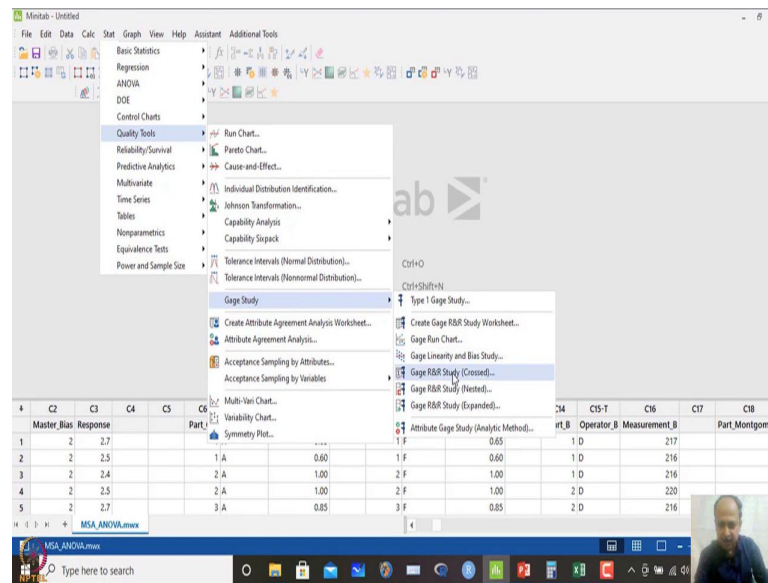 Minitab - Untitled
File Edit Data Calc Stat Graph View Help Assistant Additional Tools
Basic Statistics
Regression
ANOVA
DOE
Control Charts
Quality Tools
Reliability/Survival
Predictive Analytics
Multivariate
Time Series
Tables
Nonparametrics
Equivalence Tests
Power and Sample Size
Run Chart...
Pareto Chart...
Cause-and-Effect...
Individual Distribution Identification...
Johnson Transformation...
Capability Analysis
Capability Sixpack
Tolerance Intervals (Normal Distribution)...
Tolerance Intervals (Nonnormal Distribution)...
Gage Study
Create Attribute Agreement Analysis Worksheet...
Attribute Agreement Analysis...
Acceptance Sampling by Attributes...
Acceptance Sampling by Variables
Multi-Vari Chart...
Variability Chart...
Symmetry Plot...
ab
Ctrl+O
Ctrl+Shift+N
Type 1 Gage Study...
Create Gage R&R Study Worksheet...
Gage Run Chart...
Gage Linearity and Bias Study...
Gage R&R Study (Crossed)...
Gage R&R Study (Nested)...
Gage R&R Study (Expanded)...
Attribute Gage Study (Analytic Method)...
C2 C3 C4 C5 C6 C14 C15-T C16 C17 C18
Master_Bias Response Part_ rt_B Operator_B Measurement_B Part_Montgom
1 2 2.7 1 F 0.65 1 D 217
2 2 2.5 1 A 0.60 1 F 0.60 1 D 216
3 2 2.4 2 A 1.00 2 F 1.00 1 D 216
4 2 2.5 2 A 1.00 2 F 1.00 2 D 220
5 2 2.7 3 A 0.85 3 F 0.85 2 D 216
MSA_ANOVA.mwx
MSA_ANOVA.mwx
Type here to search
NPTEL